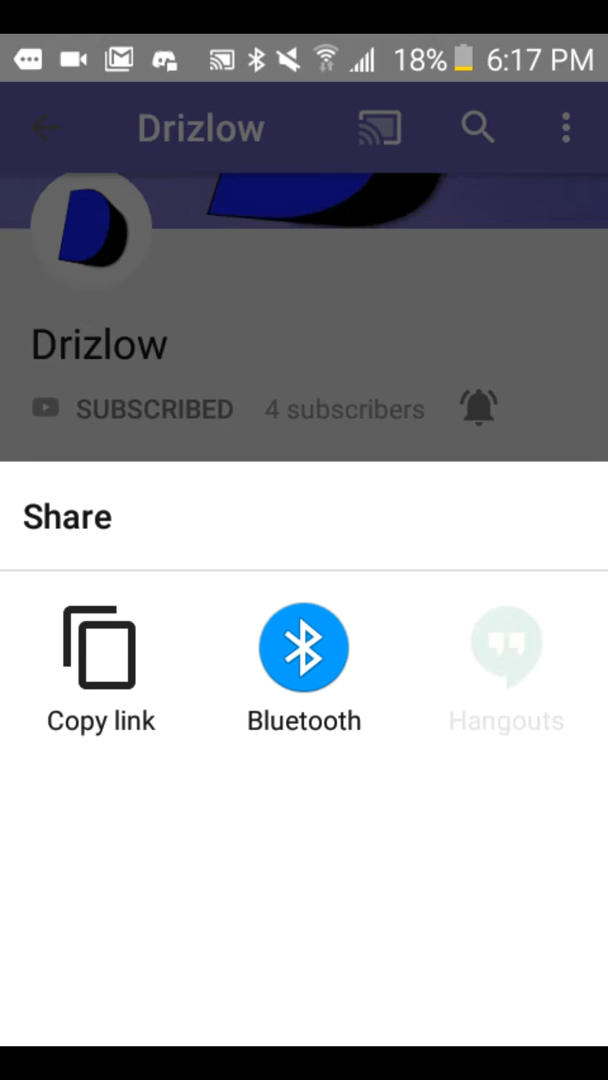 18% 6:17 PM
Drizlow
Drizlow
SUBSCRIBED 4 subscribers
Share
Copy link Bluetooth Hangouts